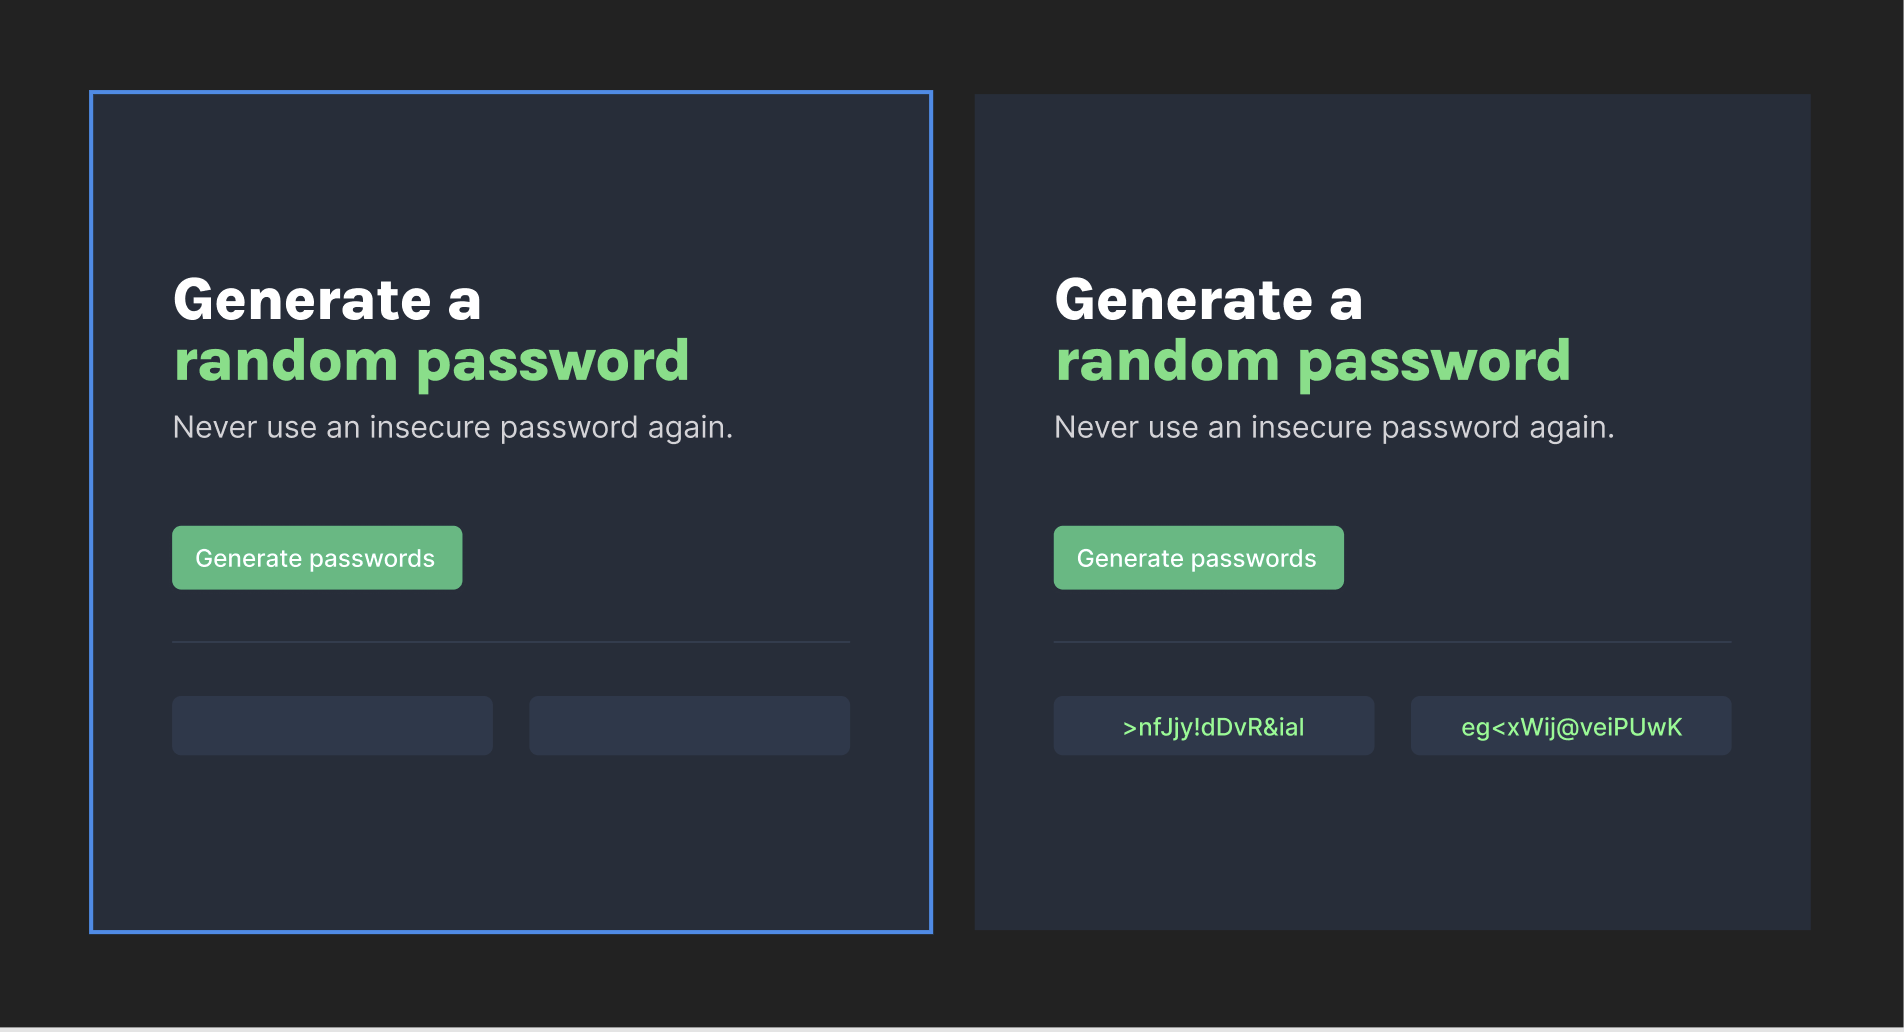 Generate a
random password
Never use an insecure password again.
Generate passwords
Generate a
random password
Never use an insecure password again.
Generate passwords
>nfJjy!dDvR&ial
eg<xWij@veiPUwK